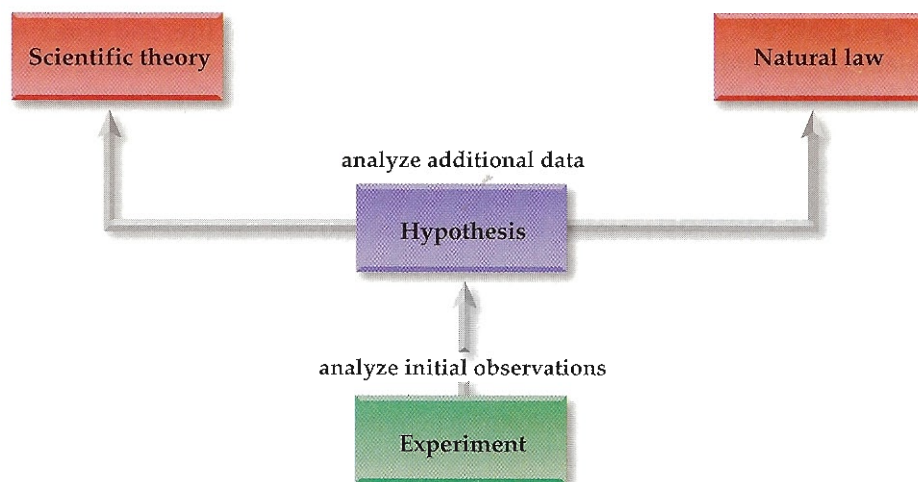 Scientific theory
Natural law
analyze additional data
Hypothesis
analyze initial observations
Experiment